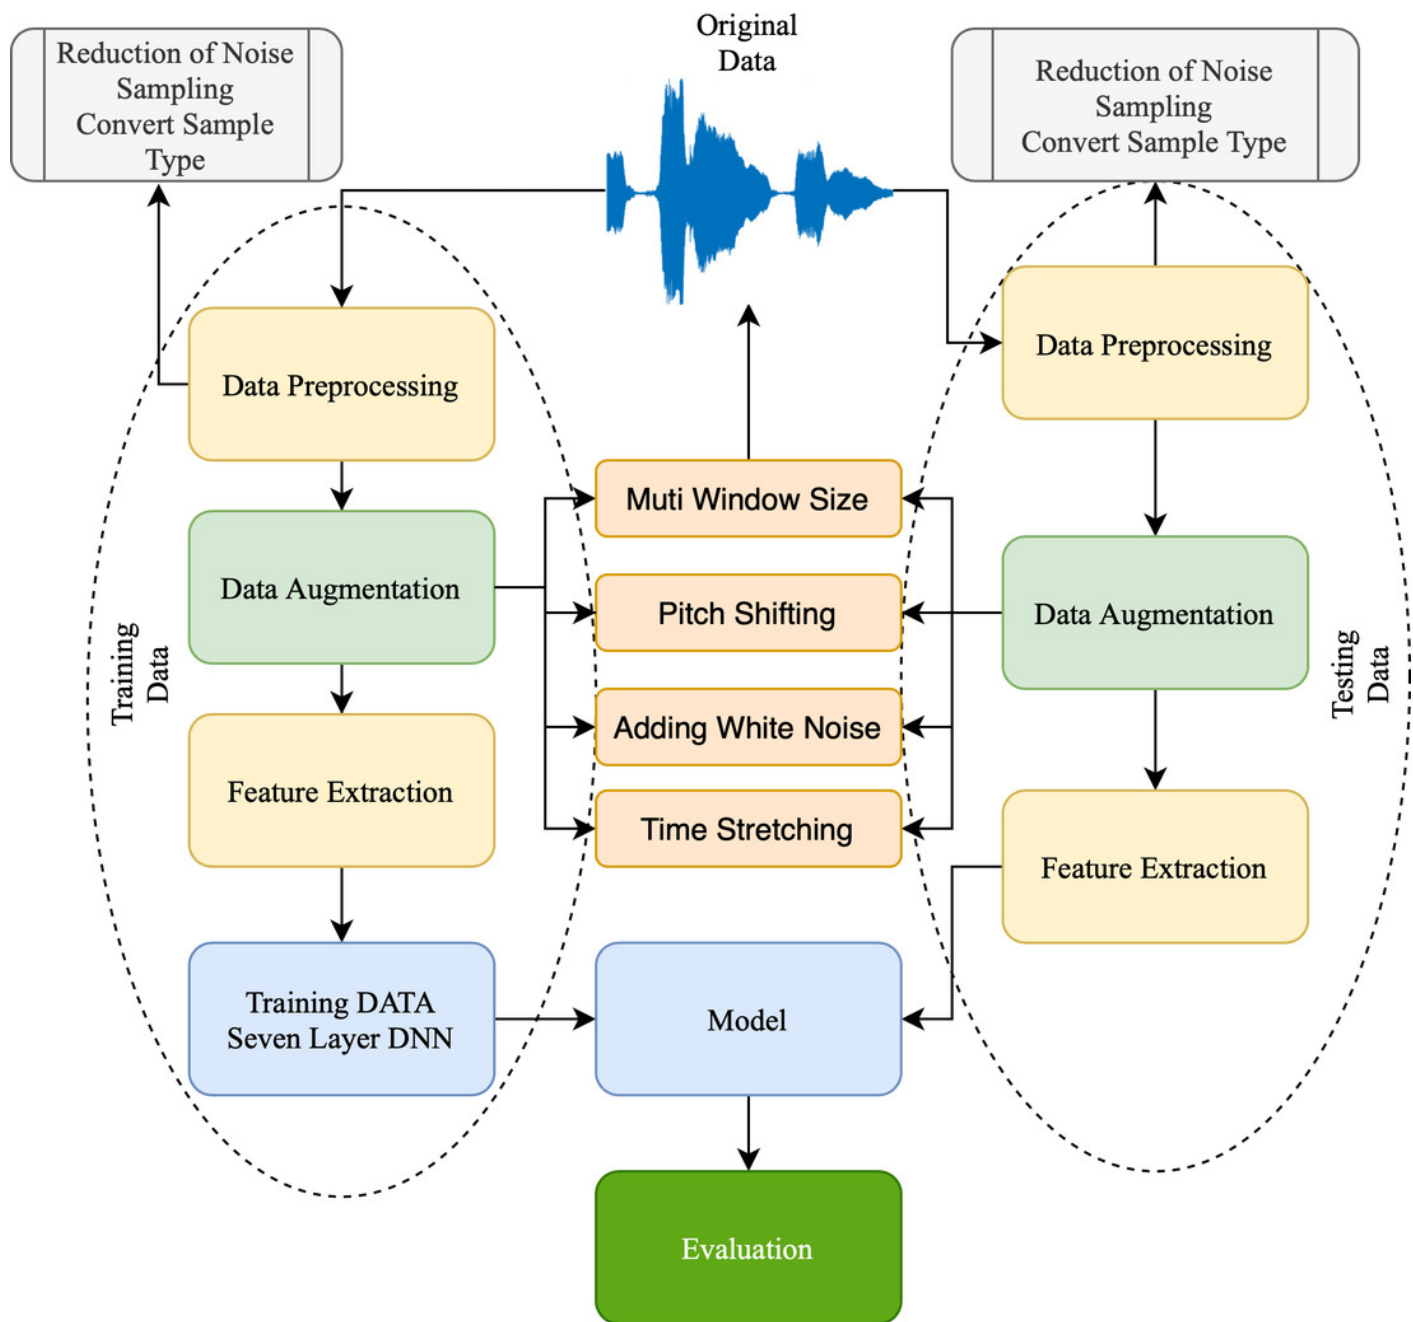 Original
Data
Reduction of Noise
Sampling
Convert Sample
Type
Reduction of Noise
Sampling
Convert Sample Type
Data Preprocessing
Data Preprocessing
Muti Window Size
Data Augmentation
Pitch Shifting
Data Augmentation
Training
Data
Testing
Data
Adding White Noise
Feature Extraction
Time Stretching
Feature Extraction
Training DATA
Seven Layer DNN
Model
Evaluation